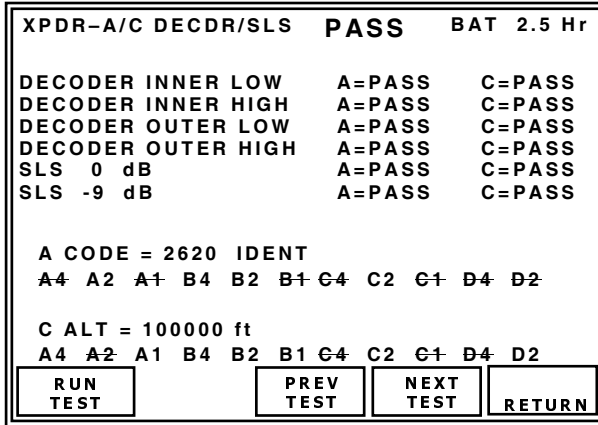 XPDR–A/C DECDR/SLS PASS BAT 2.5 Hr
DECODER INNER LOW A=PASS C=PASS
DECODER INNER HIGH A=PASS C=PASS
DECODER OUTER LOW A=PASS C=PASS
DECODER OUTER HIGH A=PASS C=PASS
SLS 0 dB A=PASS C=PASS
SLS -9 dB A=PASS C=PASS
A CODE = 2620 IDENT
A4 A2 A1 B4 B2 B1 C4 C2 C1 D4 D2
C ALT = 100000 ft
A4 A2 A1 B4 B2 B1 C4 C2 C1 D4 D2
RUN TEST
PREV TEST
NEXT TEST
RETURN